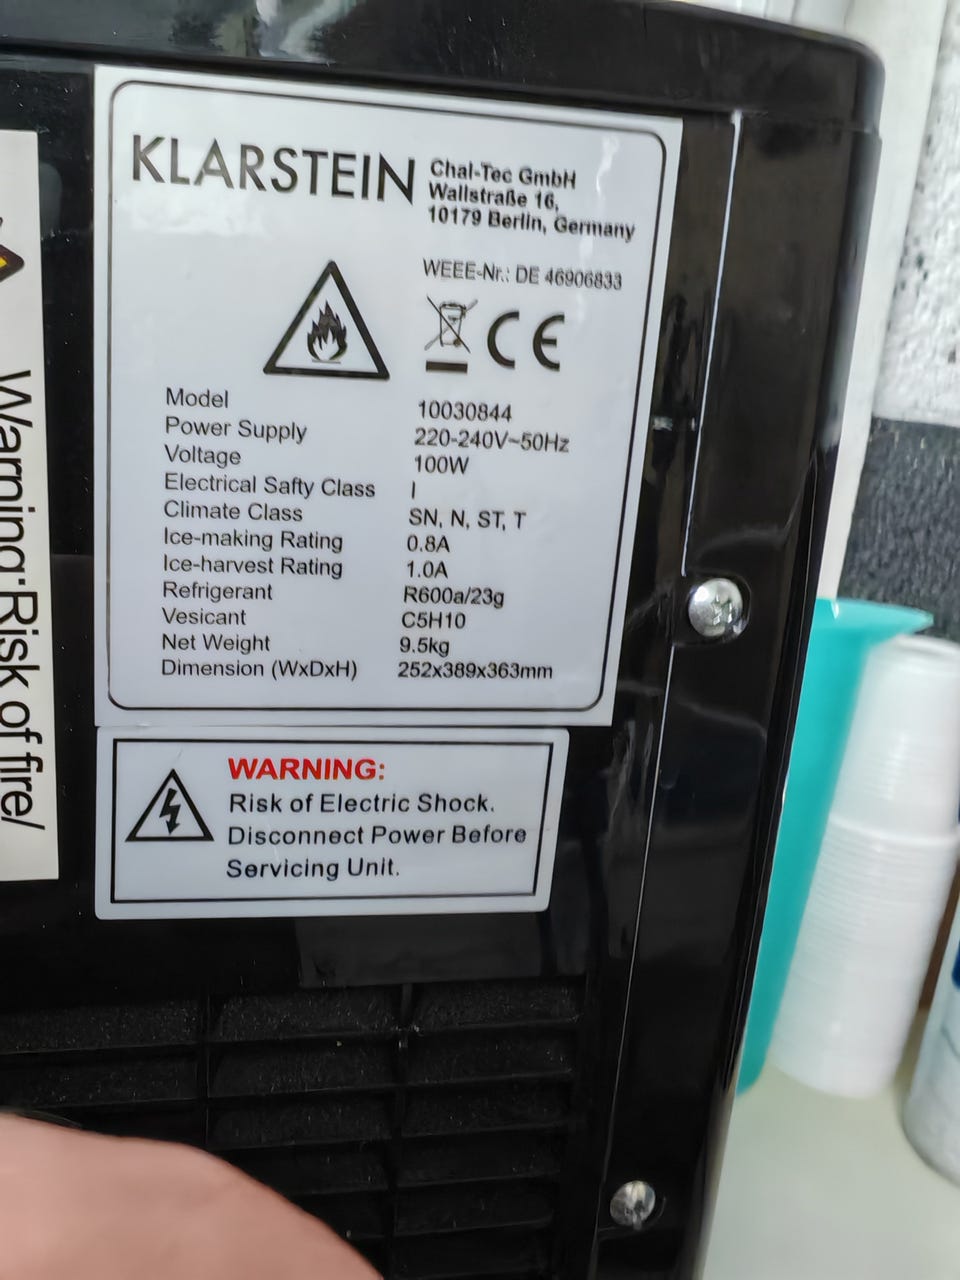 KLARSTEIN
Chal-Tec GmbH
Wallstraße 16,
10179 Berlin, Germany
WEEE-Nr.: DE 46906833
CE
Model 10030844
Power Supply 220-240V~50Hz
Voltage 100W
Electrical Safty Class I
Climate Class SN, N, ST, T
Ice-making Rating 0.8A
Ice-harvest Rating 1.0A
Refrigerant R600a/23g
Vesicant C5H10
Net Weight 9.5kg
Dimension (WxDxH) 252x389x363mm
WARNING:
Risk of Electric Shock.
Disconnect Power Before
Servicing Unit.
Warning:Risk of fire/